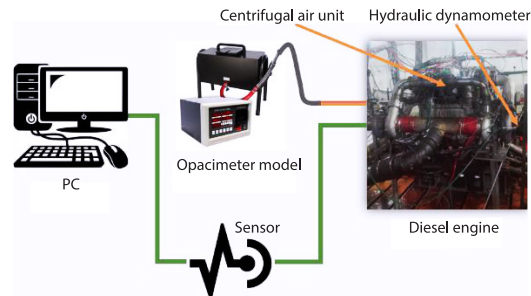 Centrifugal air unit
Hydraulic dynamometer
PC
Opacimeter model
Sensor
Diesel engine